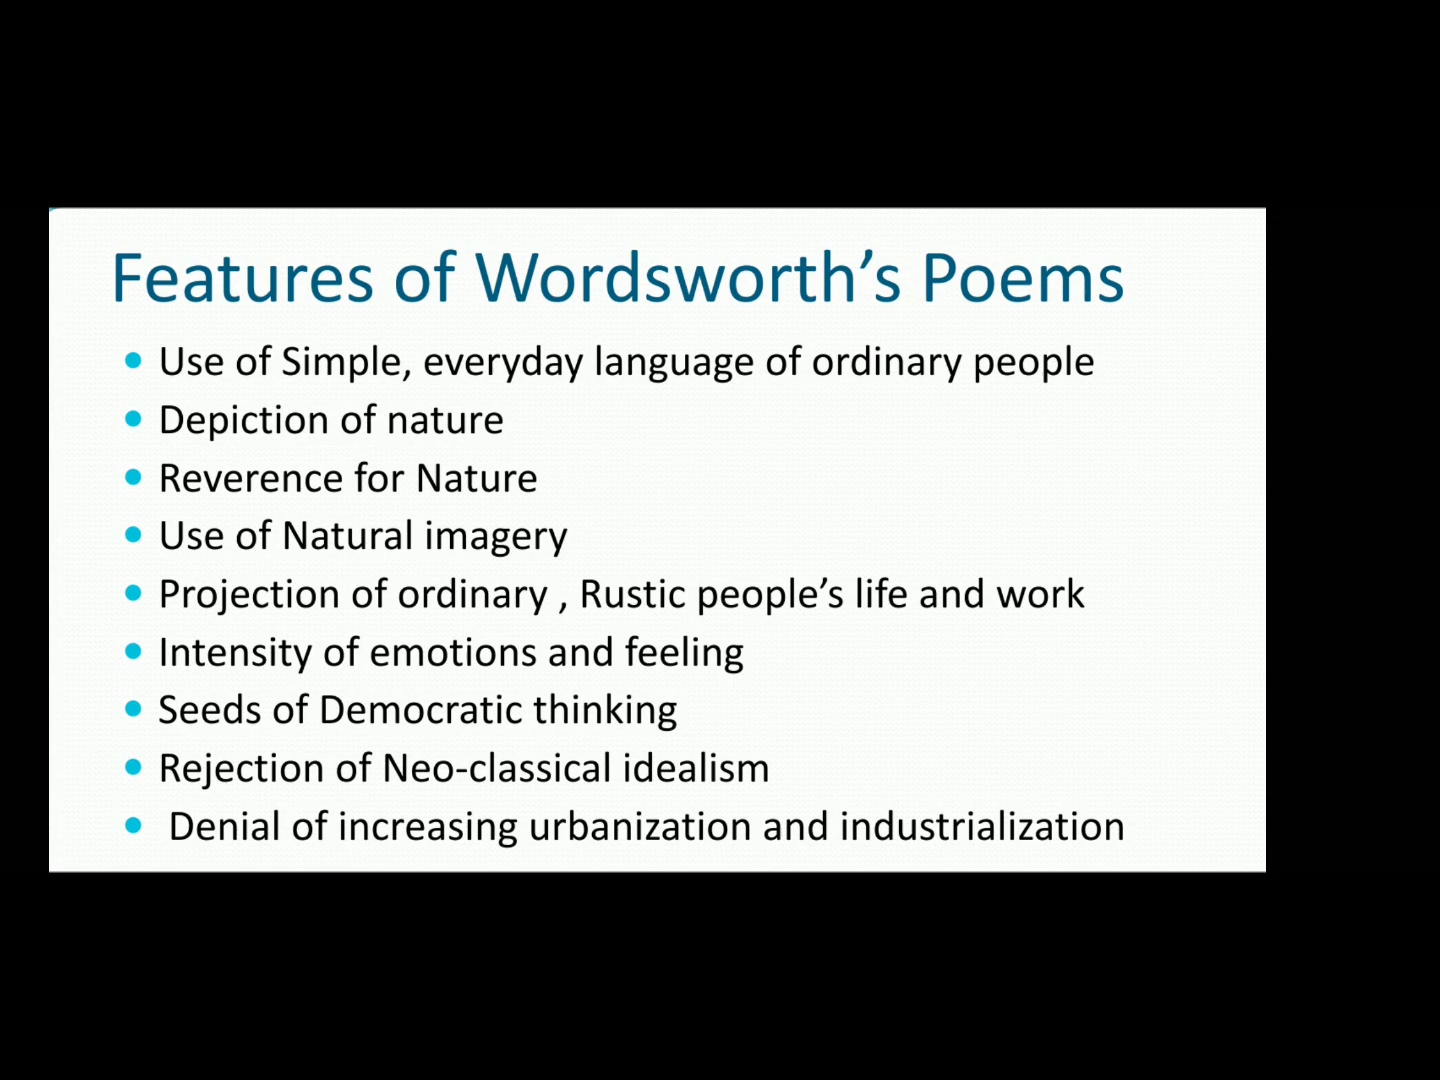 Features of Wordsworth’s Poems
• Use of Simple, everyday language of ordinary people
• Depiction of nature
• Reverence for Nature
• Use of Natural imagery
• Projection of ordinary , Rustic people’s life and work
• Intensity of emotions and feeling
• Seeds of Democratic thinking
• Rejection of Neo-classical idealism
• Denial of increasing urbanization and industrialization